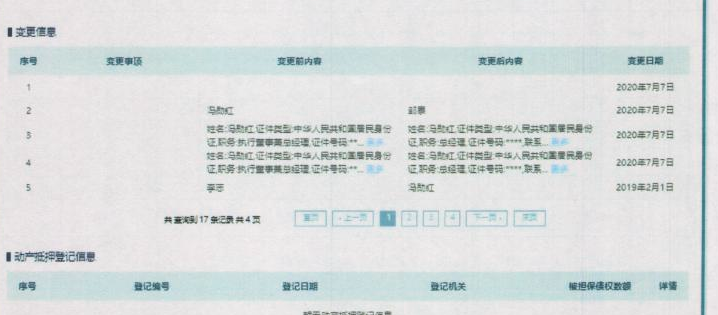 变更信息
序号 变更事项 变更前内容 变更后内容 变更日期
1 2020年7月7日
2 冯勋红 邹惠 2020年7月7日
3 姓名:冯勋红,证件类型:中华人民共和国居民身份 姓名:冯勋红,证件类型:中华人民共和国居民身份 2020年7月7日
证,职务:执行董事兼总经理,证件号码:**... 更多 证,职务:总经理,证件号码:****,联系... 更多
4 姓名:冯勋红,证件类型:中华人民共和国居民身份 姓名:冯勋红,证件类型:中华人民共和国居民身份 2020年7月7日
证,职务:执行董事兼总经理,证件号码:**... 更多 证,职务:总经理,证件号码:****,联系... 更多
5 李志 冯勋红 2019年2月1日
共 查询到 17 条记录 共 4 页 首页 上一页 1 2 3 4 下一页 末页
动产抵押登记信息
序号 登记编号 登记日期 登记机关 被担保债权数额 详情
暂无动产抵押登记信息